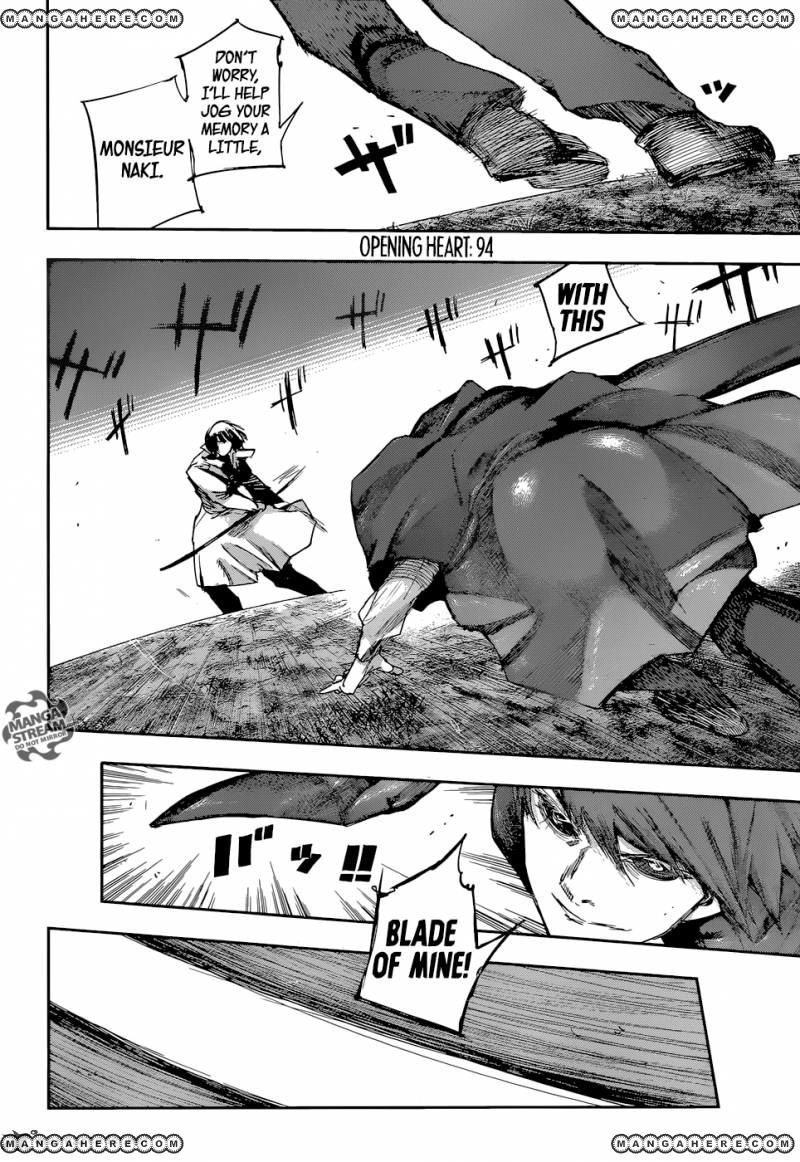 MANGAHERE.COM
MANGAHERE.COM
DON'T
WORRY,
I'LL HELP
JOG YOUR
MEMORY A
LITTLE,
MONSIEUR
NAKI.
ザッ
OPENING HEART: 94
WITH
THIS
MANGA
STREAM
DO NOT MIRROR
バッ!!
BLADE
OF MINE!
MANGAHERE.COM
MANGAHERE.COM